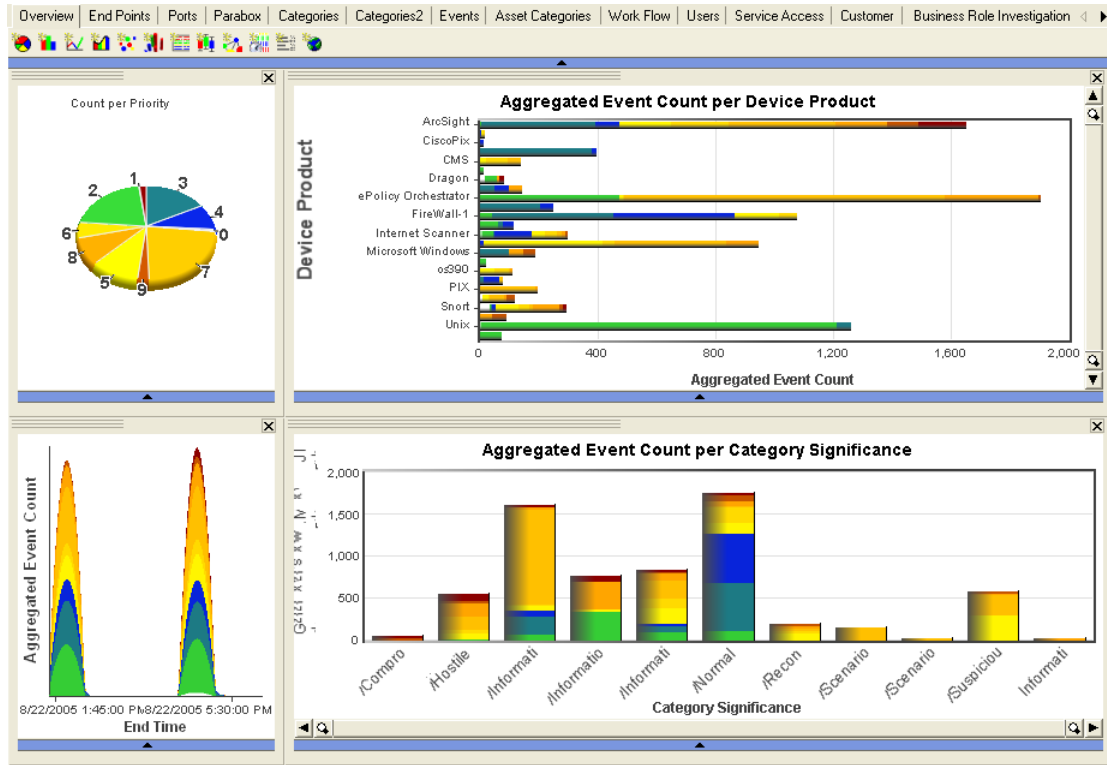 Overview End Points Ports Parabox Categories Categories2 Events Asset Categories Work Flow Users Service Access Customer Business Role Investigation
Count per Priority
1
3
2
4
6
0
8
7
5
9
Aggregated Event Count per Device Product
Device Product
ArcSight
CiscoPix
CMS
Dragon
ePolicy Orchestrator
FireWall-1
Internet Scanner
Microsoft Windows
os390
PIX
Snort
Unix
0 400 800 1,200 1,600 2,000
Aggregated Event Count
Aggregated Event Count
8/22/2005 1:45:00 PM 8/22/2005 5:30:00 PM
End Time
Aggregated Event Count per Category Significance
2,000
1,500
1,000
500
0
/Compro
/Hostile
/Informati
/Informatio
/Informati
/Normal
/Recon
/Scenario
/Scenario
/Suspiciou
Informati
Category Significance